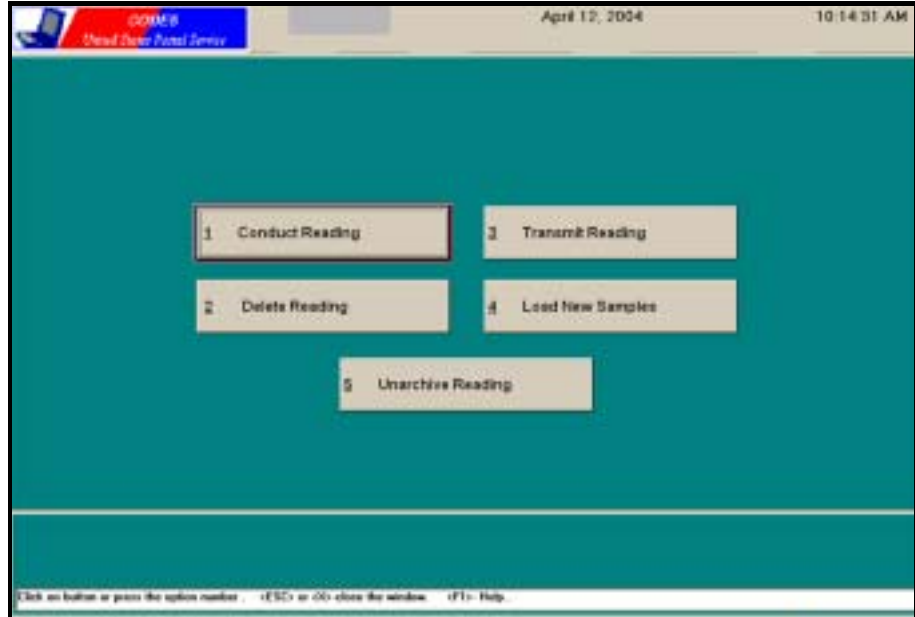 CODES
United States Postal Service
April 12, 2004
10:14:31 AM
1 Conduct Reading
3 Transmit Reading
2 Delete Reading
4 Load New Samples
5 Unarchive Reading
Click on button or press the option number. <ESC> or <X> close the window. <F1> Help.